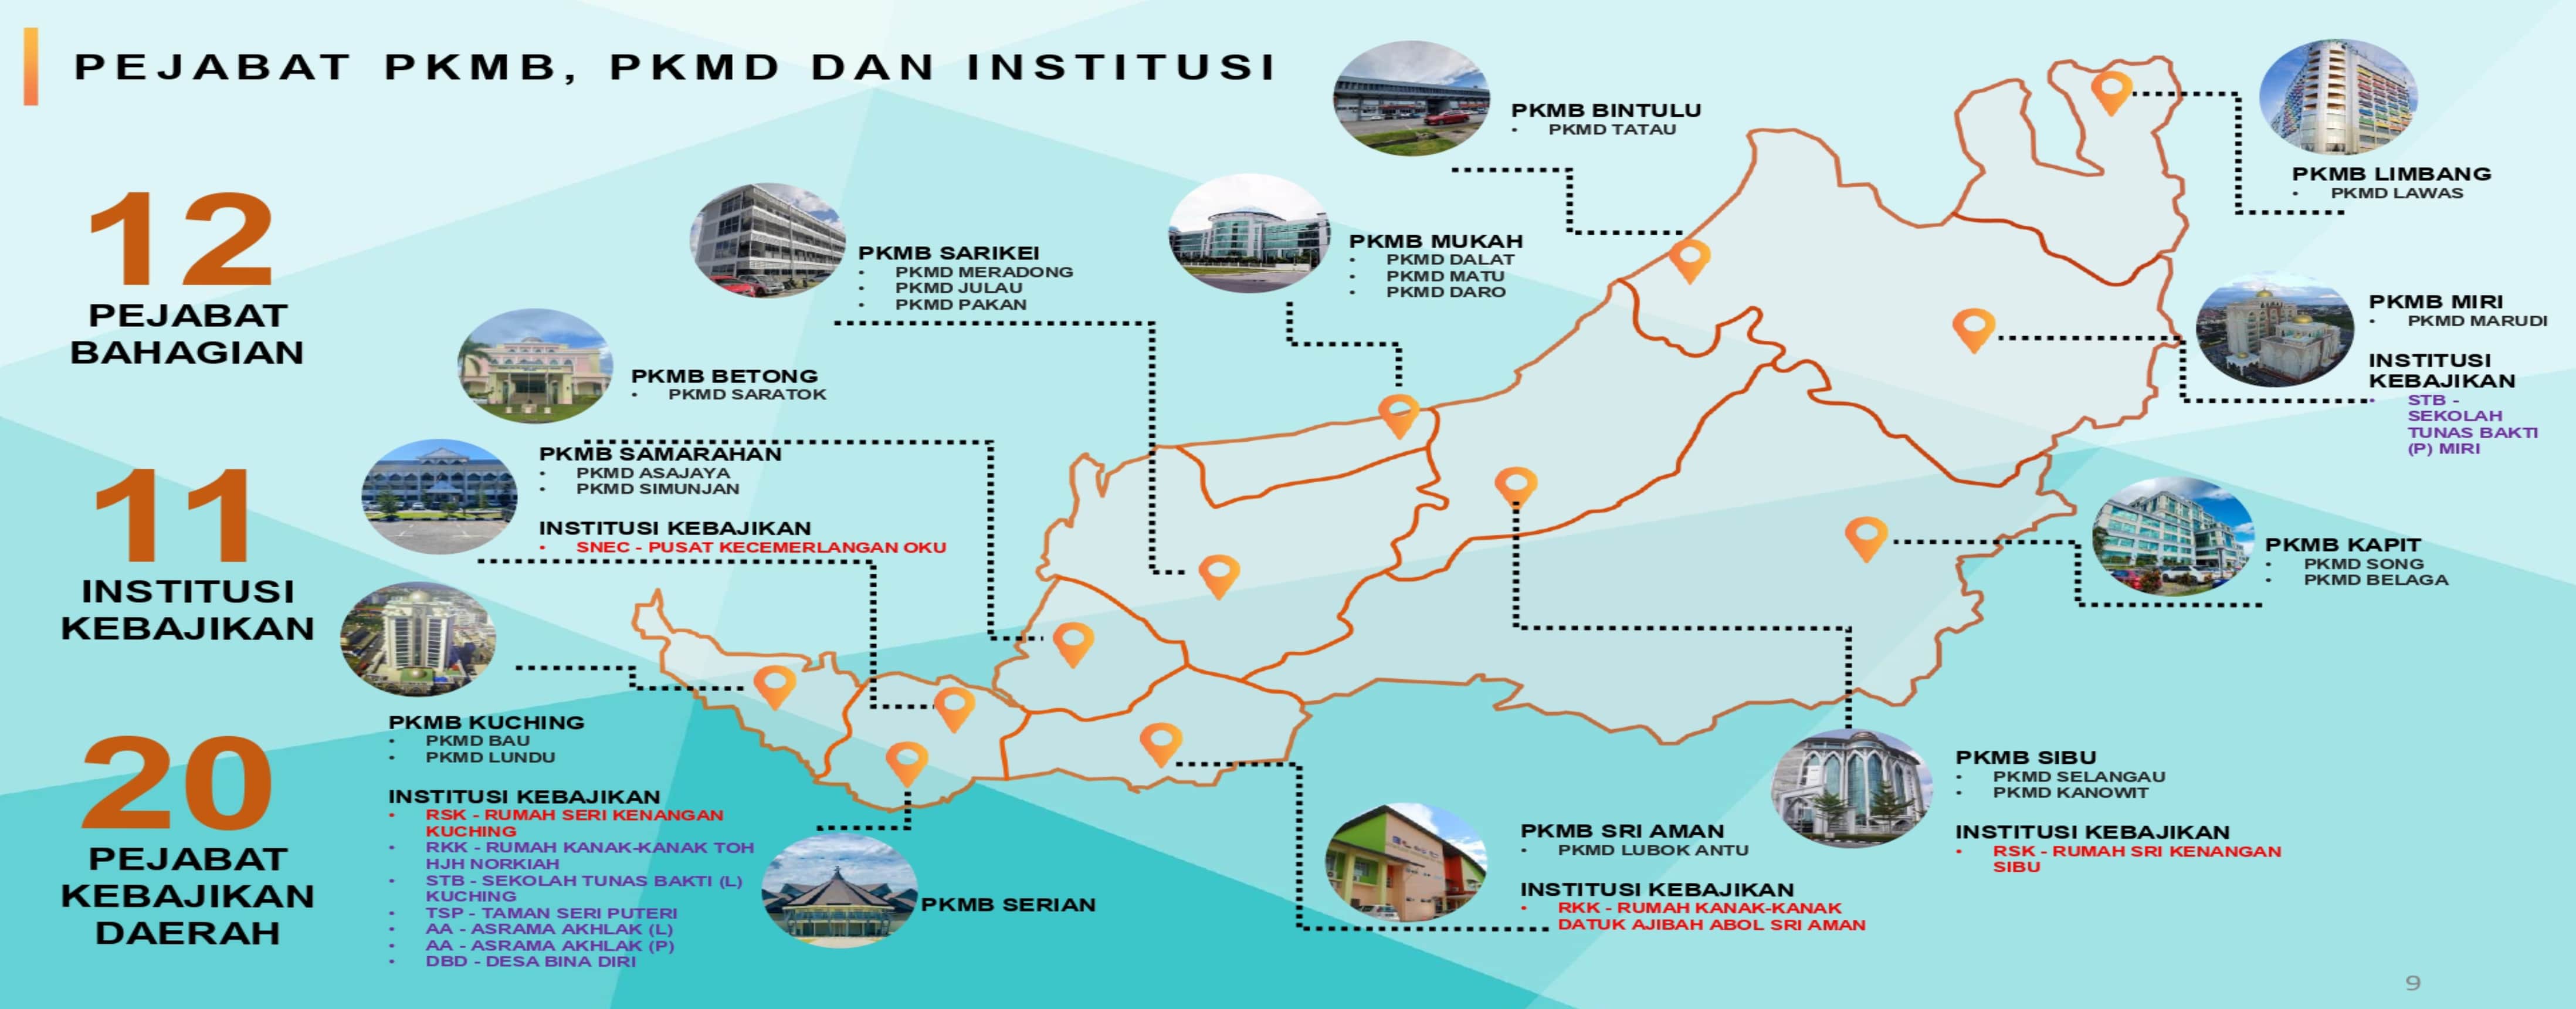 PEJABAT PKMB, PKMD DAN INSTITUSI
12
PEJABAT
BAHAGIAN
11
INSTITUSI
KEBAJIKAN
20
PEJABAT
KEBAJIKAN
DAERAH
PKMB KUCHING
• PKMD BAU
• PKMD LUNDU
INSTITUSI KEBAJIKAN
• RSK - RUMAH SERI KENANGAN
KUCHING
• RKK - RUMAH KANAK-KANAK TOH
HJH NORKIAH
• STB - SEKOLAH TUNAS BAKTI (L)
KUCHING
• TSP - TAMAN SERI PUTERI
• AA - ASRAMA AKHLAK (L)
• AA - ASRAMA AKHLAK (P)
• DBD - DESA BINA DIRI
PKMB SAMARAHAN
• PKMD ASAJAYA
• PKMD SIMUNJAN
INSTITUSI KEBAJIKAN
• SNEC - PUSAT KECEMERLANGAN OKU
PKMB BETONG
• PKMD SARATOK
PKMB SARIKEI
• PKMD MERADONG
• PKMD JULAU
• PKMD PAKAN
PKMB MUKAH
• PKMD DALAT
• PKMD MATU
• PKMD DARO
PKMB BINTULU
• PKMD TATAU
PKMB LIMBANG
• PKMD LAWAS
PKMB MIRI
• PKMD MARUDI
INSTITUSI
KEBAJIKAN
• STB -
SEKOLAH
TUNAS BAKTI
(P) MIRI
PKMB KAPIT
• PKMD SONG
• PKMD BELAGA
PKMB SIBU
• PKMD SELANGAU
• PKMD KANOWIT
INSTITUSI KEBAJIKAN
• RSK - RUMAH SRI KENANGAN
SIBU
PKMB SRI AMAN
• PKMD LUBOK ANTU
INSTITUSI KEBAJIKAN
• RKK - RUMAH KANAK-KANAK
DATUK AJIBAH ABOL SRI AMAN
PKMB SERIAN
9